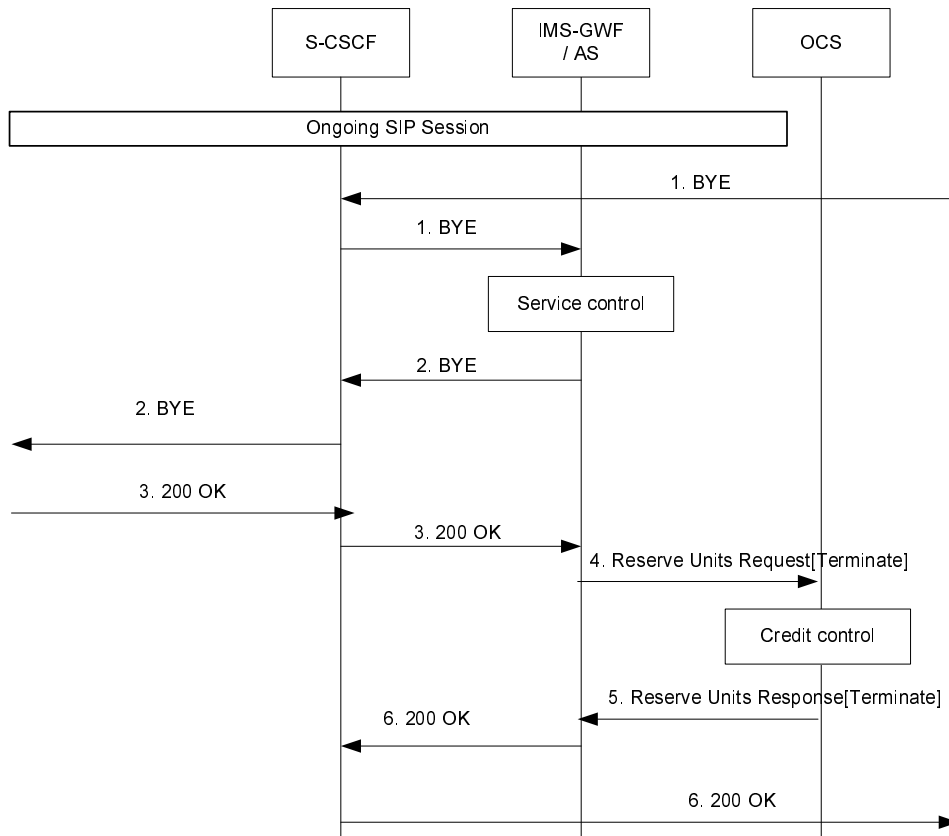 S-CSCF
IMS-GWF
/ AS
OCS
Ongoing SIP Session
1. BYE
1. BYE
Service control
2. BYE
2. BYE
3. 200 OK
3. 200 OK
4. Reserve Units Request[Terminate]
Credit control
5. Reserve Units Response[Terminate]
6. 200 OK
6. 200 OK